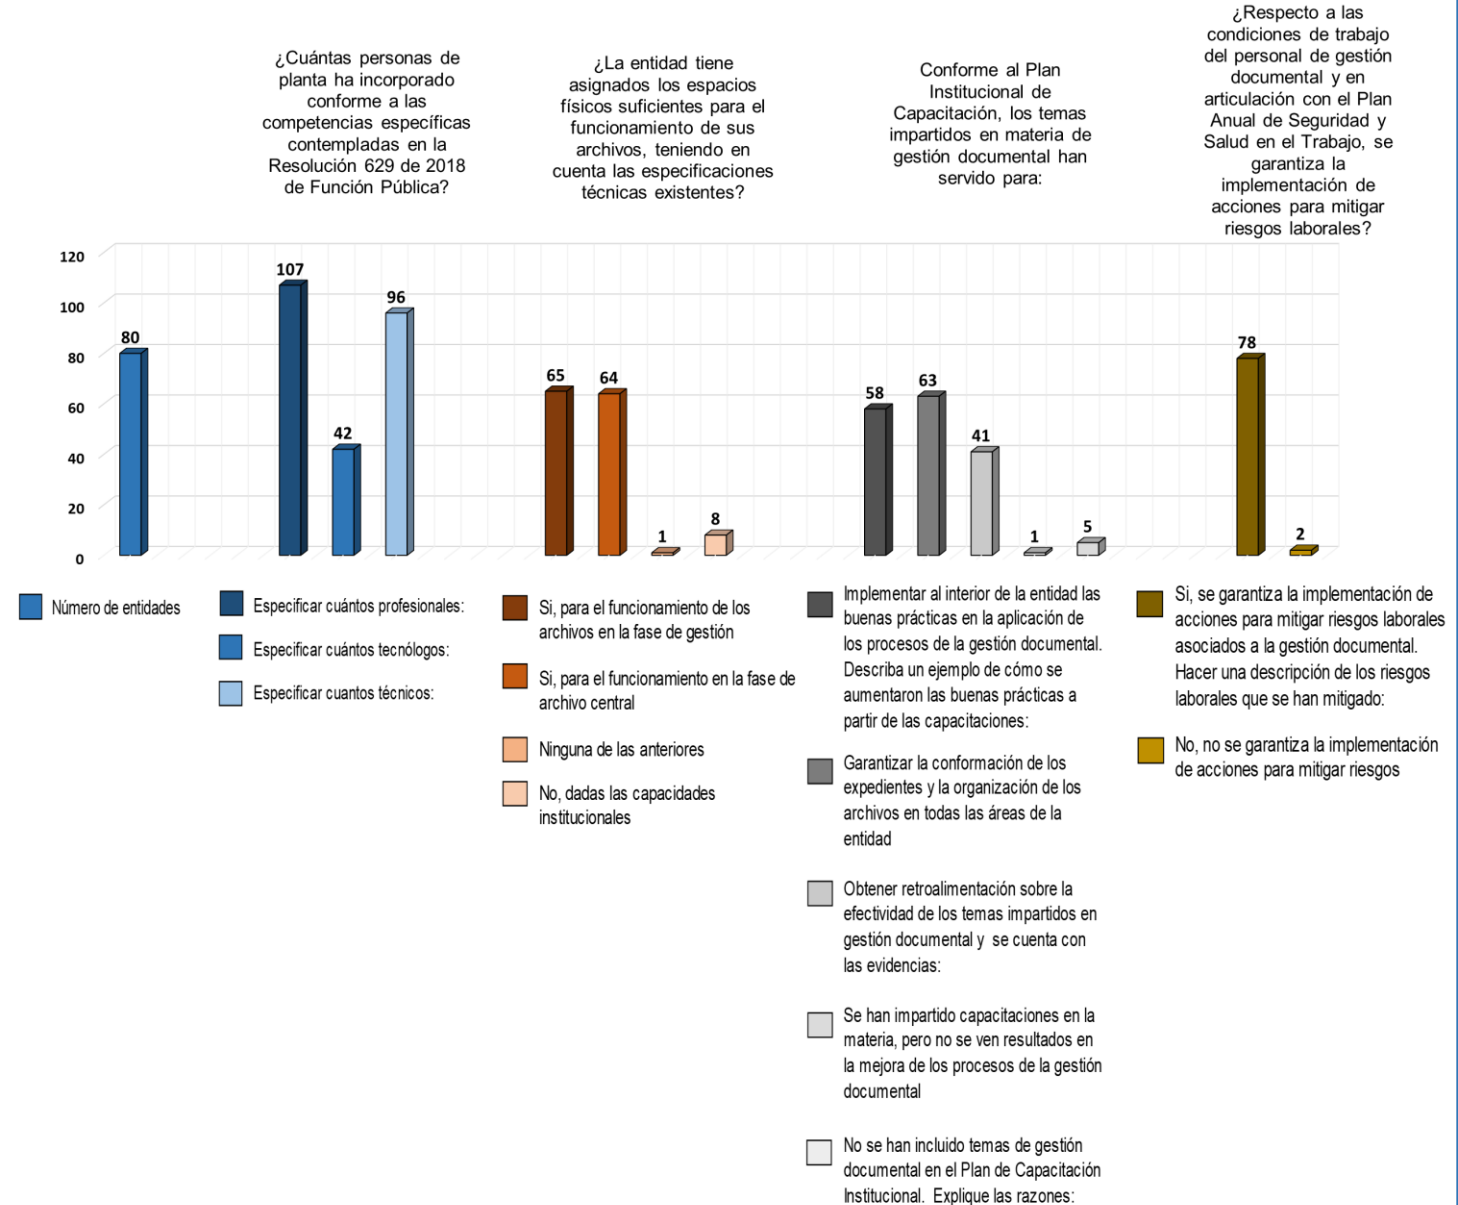 ¿Cuántas personas de
planta ha incorporado
conforme a las
competencias específicas
contempladas en la
Resolución 629 de 2018
de Función Pública?
¿La entidad tiene
asignados los espacios
físicos suficientes para el
funcionamiento de sus
archivos, teniendo en
cuenta las especificaciones
técnicas existentes?
Conforme al Plan
Institucional de
Capacitación, los temas
impartidos en materia de
gestión documental han
servido para:
¿Respecto a las
condiciones de trabajo
del personal de gestión
documental y en
articulación con el Plan
Anual de Seguridad y
Salud en el Trabajo, se
garantiza la
implementación de
acciones para mitigar
riesgos laborales?
120
100
80
60
40
20
0
80
107
42
96
65
64
1
8
58
63
41
1
5
78
2
Número de entidades
Especificar cuántos profesionales:
Especificar cuántos tecnólogos:
Especificar cuantos técnicos:
Si, para el funcionamiento de los
archivos en la fase de gestión
Si, para el funcionamiento en la fase de
archivo central
Ninguna de las anteriores
No, dadas las capacidades
institucionales
Implementar al interior de la entidad las
buenas prácticas en la aplicación de
los procesos de la gestión documental.
Describa un ejemplo de cómo se
aumentaron las buenas prácticas a
partir de las capacitaciones:
Garantizar la conformación de los
expedientes y la organización de los
archivos en todas las áreas de la
entidad
Obtener retroalimentación sobre la
efectividad de los temas impartidos en
gestión documental y se cuenta con
las evidencias:
Se han impartido capacitaciones en la
materia, pero no se ven resultados en
la mejora de los procesos de la gestión
documental
No se han incluido temas de gestión
documental en el Plan de Capacitación
Institucional. Explique las razones:
Si, se garantiza la implementación de
acciones para mitigar riesgos laborales
asociados a la gestión documental.
Hacer una descripción de los riesgos
laborales que se han mitigado:
No, no se garantiza la implementación
de acciones para mitigar riesgos